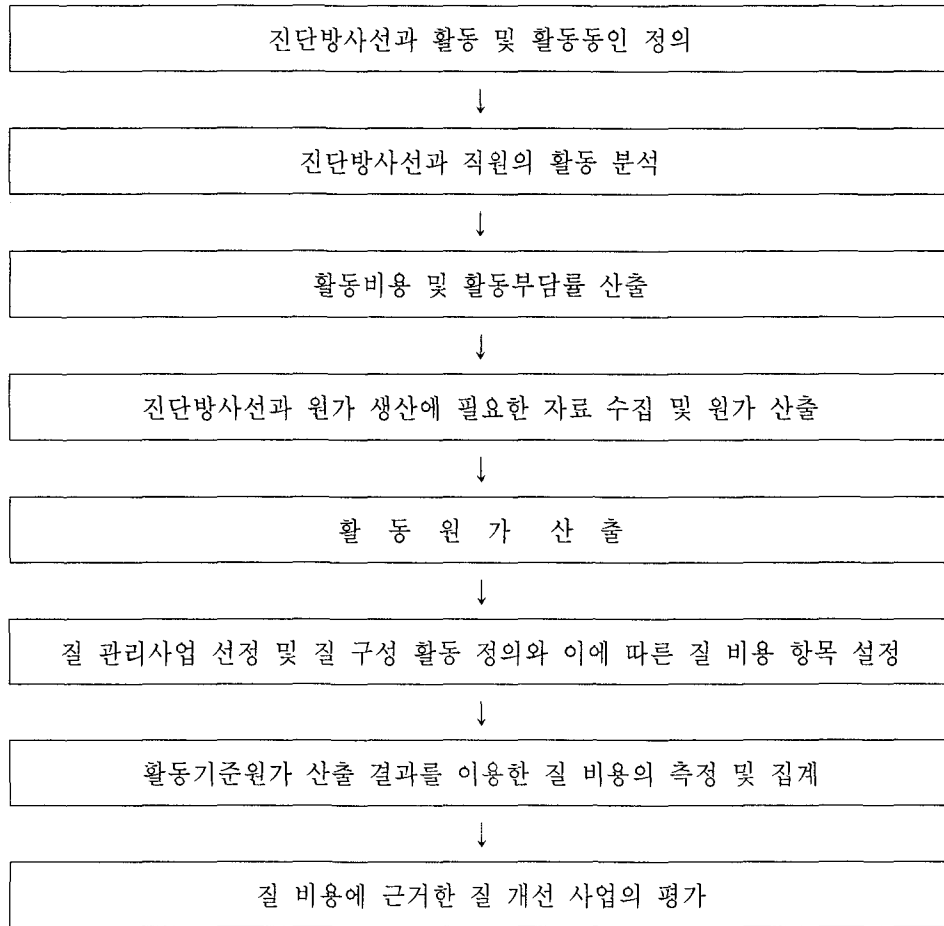 진단방사선과 활동 및 활동동인 정의
↓
진단방사선과 직원의 활동 분석
↓
활동비용 및 활동부담률 산출
↓
진단방사선과 원가 생산에 필요한 자료 수집 및 원가 산출
↓
활 동 원 가 산 출
↓
질 관리사업 선정 및 질 구성 활동 정의와 이에 따른 질 비용 항목 설정
↓
활동기준원가 산출 결과를 이용한 질 비용의 측정 및 집계
↓
질 비용에 근거한 질 개선 사업의 평가